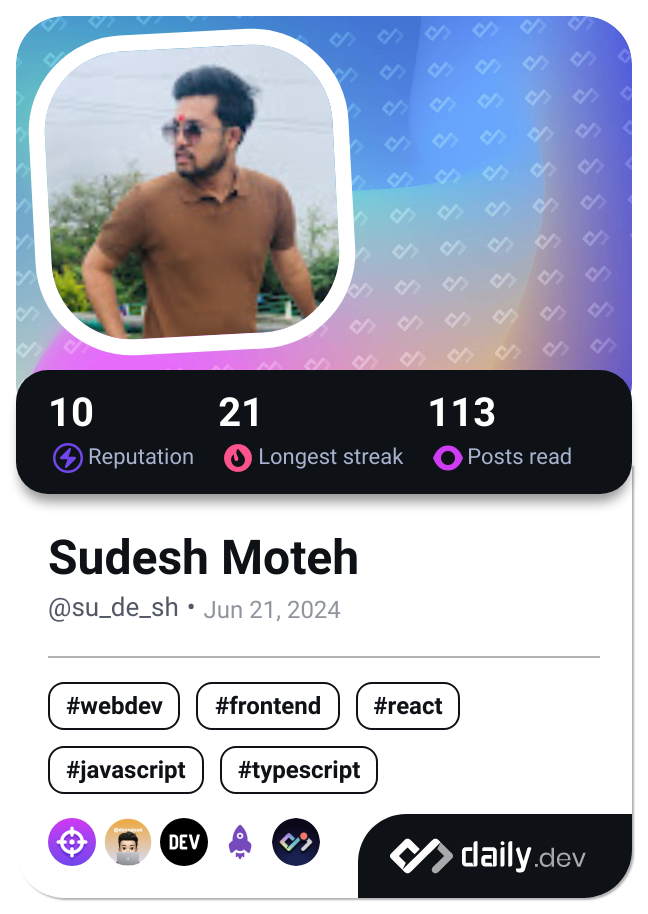 10 21 113
Reputation Longest streak Posts read
Sudesh Moteh
@su_de_sh • Jun 21, 2024
#webdev #frontend #react
#javascript #typescript
DEV
daily.dev